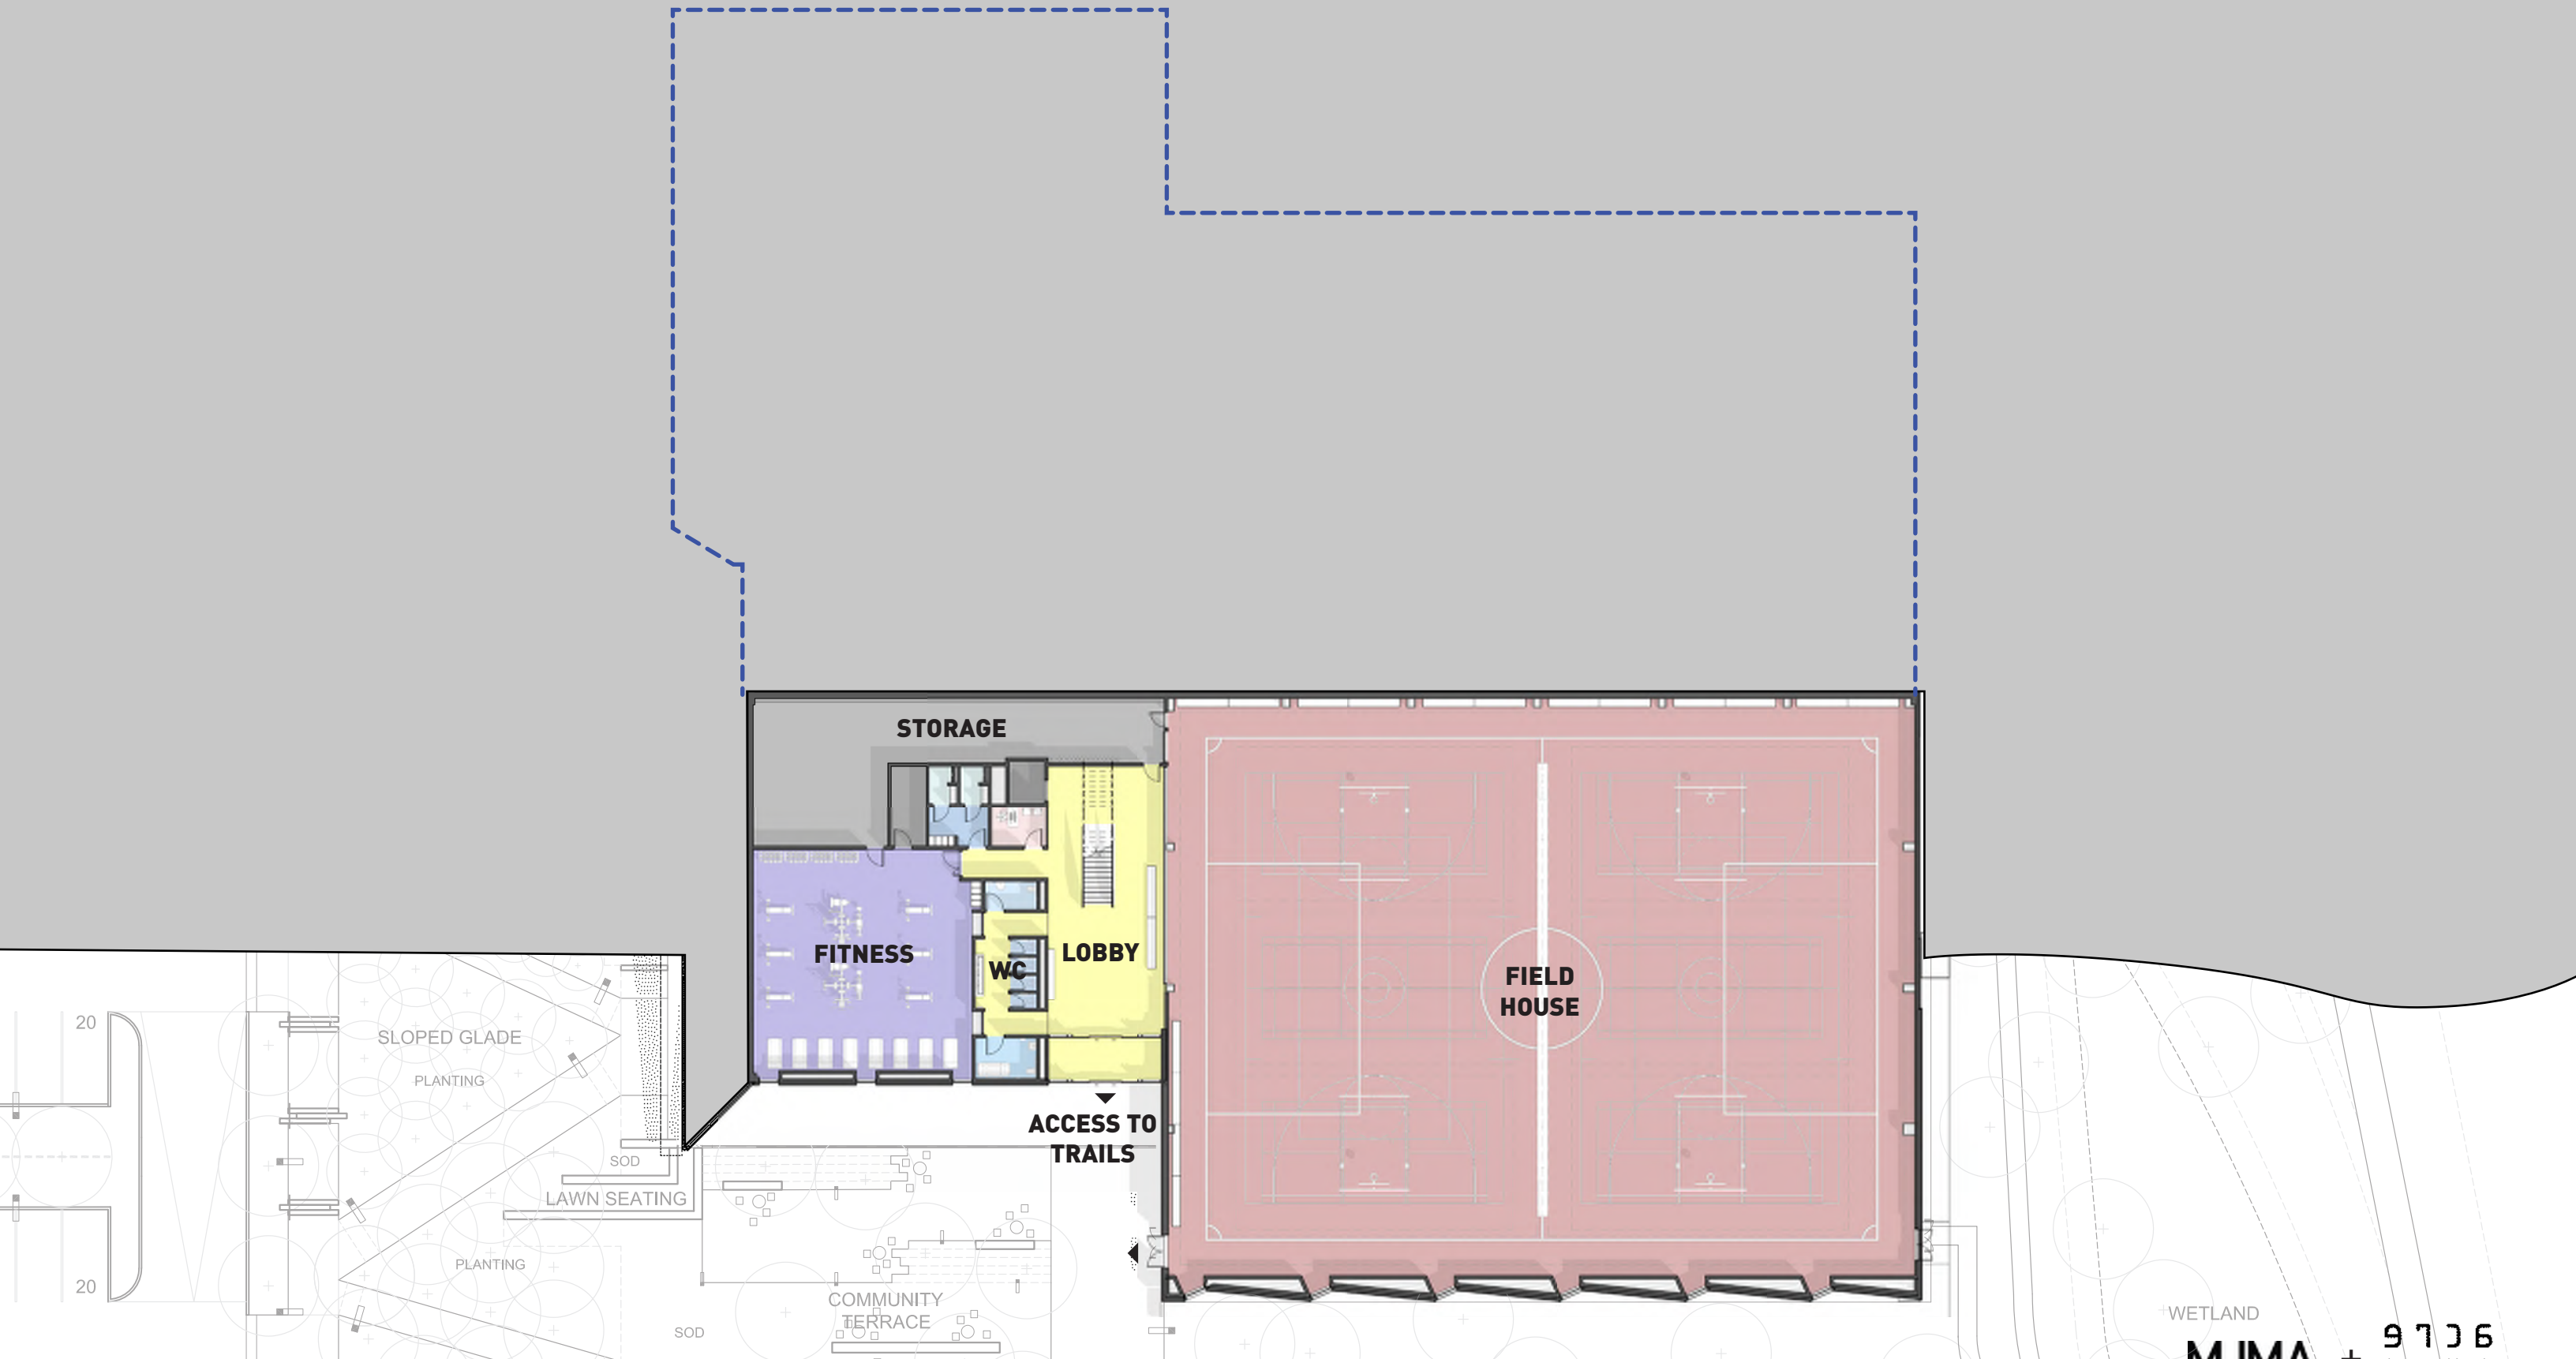 STORAGE
FITNESS
WC
LOBBY
FIELD
HOUSE
ACCESS TO
TRAILS
20
SLOPED GLADE
PLANTING
SOD
LAWN SEATING
PLANTING
20
COMMUNITY
TERRACE
SOD
WETLAND
MJMA +